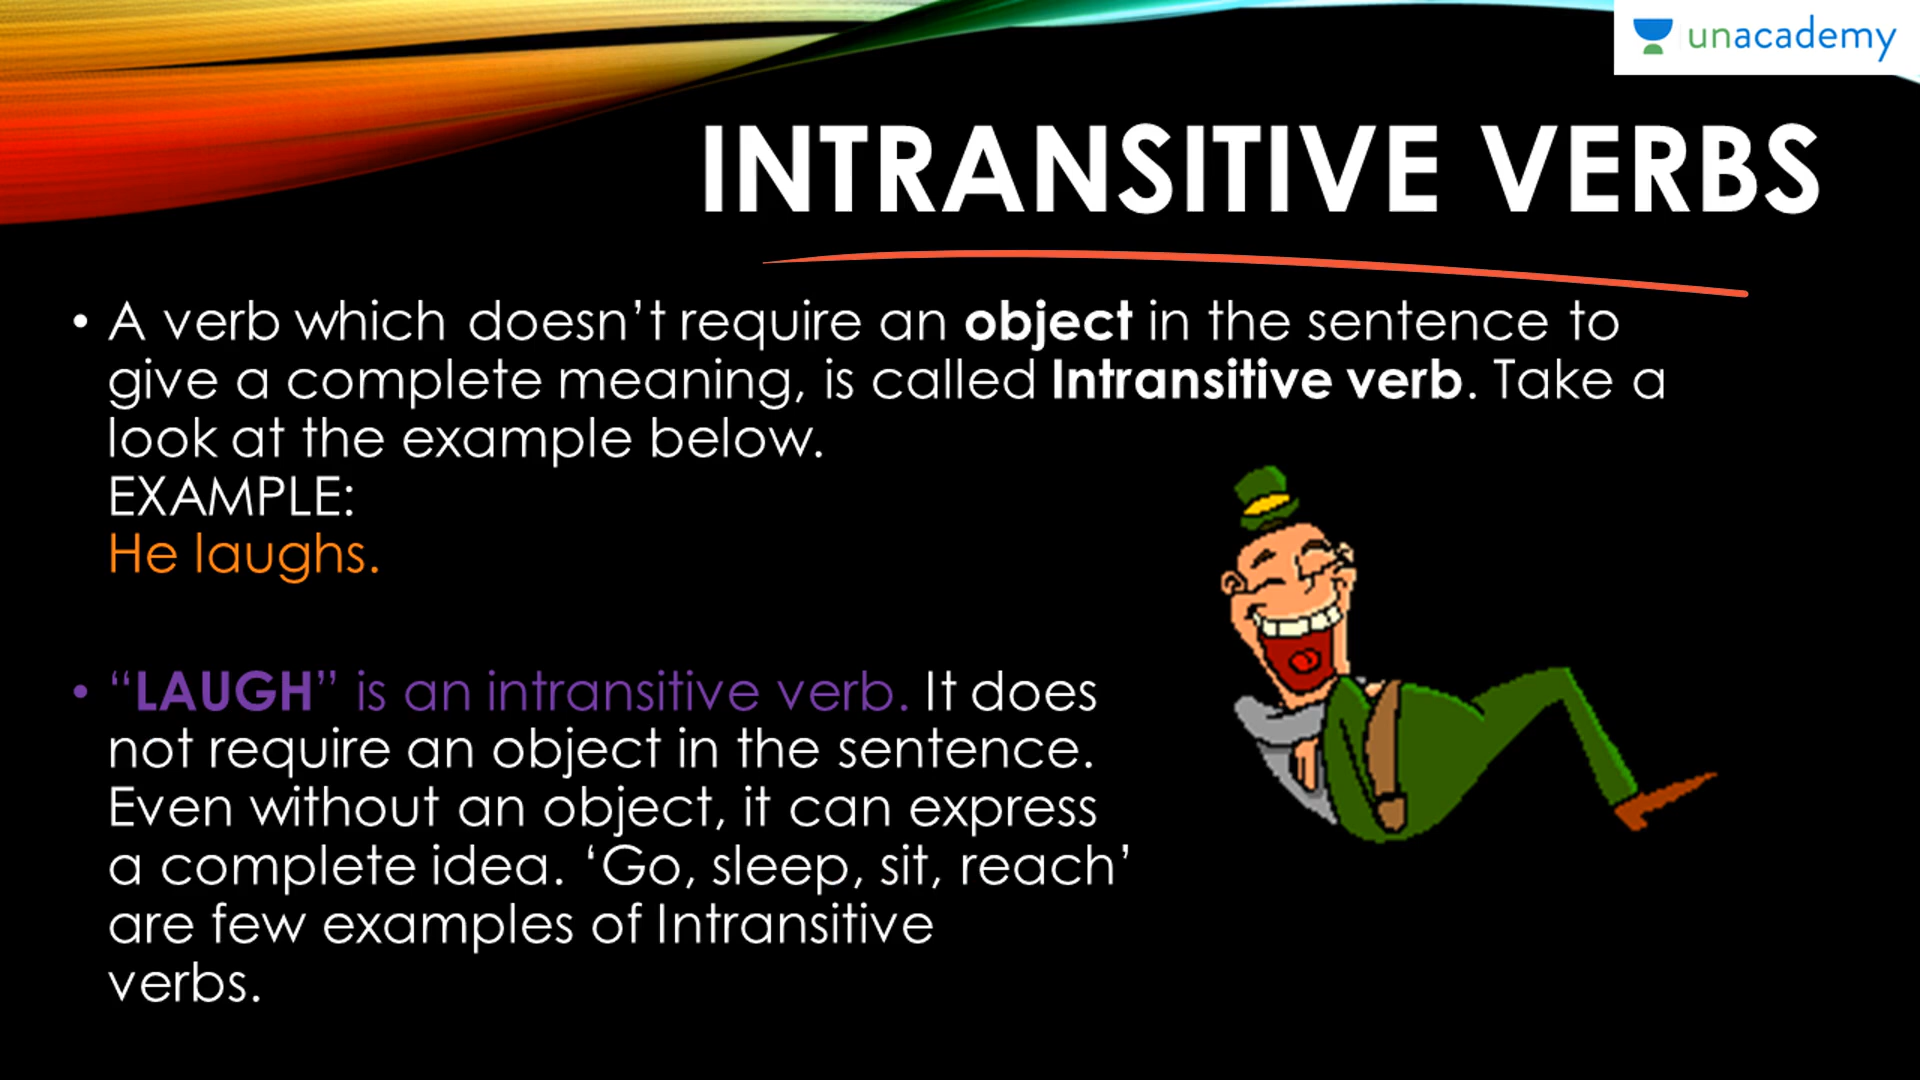 unacademy
INTRANSITIVE VERBS
• A verb which doesn’t require an object in the sentence to
give a complete meaning, is called Intransitive verb. Take a
look at the example below.
EXAMPLE:
He laughs.
• “LAUGH” is an intransitive verb. It does
not require an object in the sentence.
Even without an object, it can express
a complete idea. ‘Go, sleep, sit, reach’
are few examples of Intransitive
verbs.